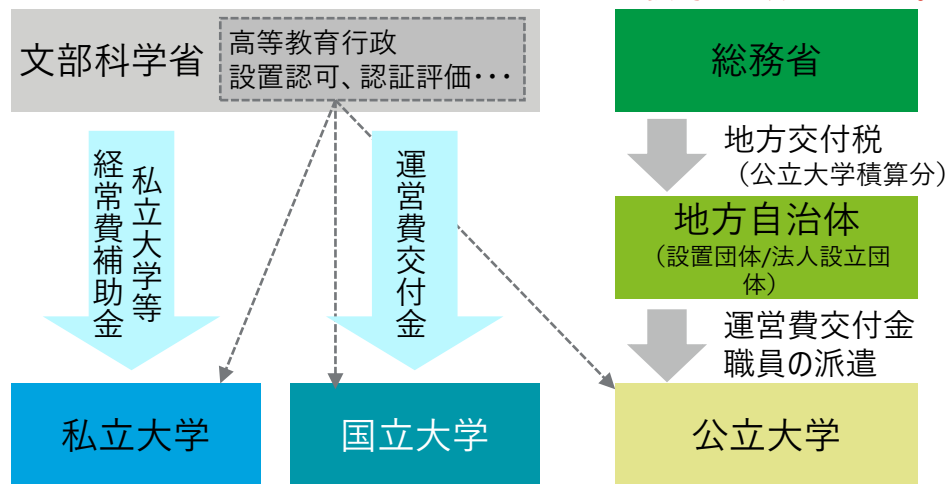 文部科学省
高等教育行政
設置認可、認証評価・・・
総務省
私立大学等
経常費補助金
運営費交付金
地方交付税
（公立大学積算分）
地方自治体
（設置団体/法人設立団
体）
運営費交付金
職員の派遣
私立大学
国立大学
公立大学